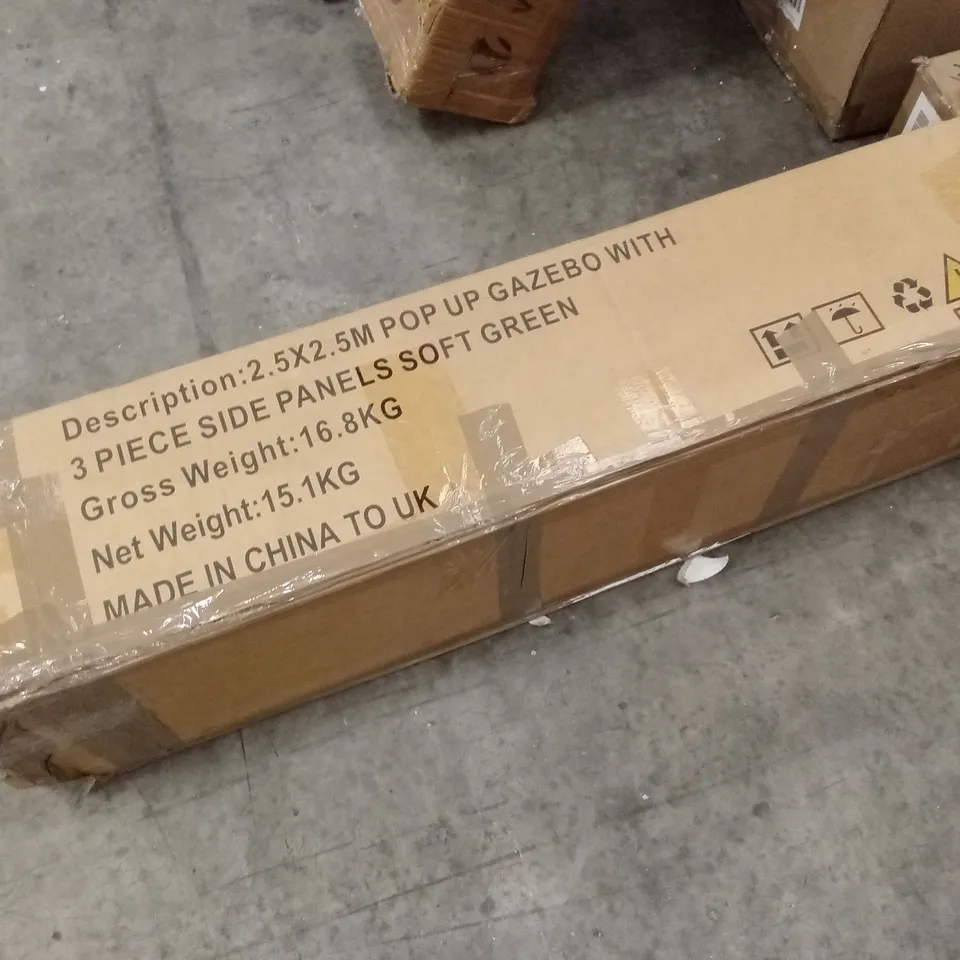 Description:2.5X2.5M POP UP GAZEBO WITH
3 PIECE SIDE PANELS SOFT GREEN
Gross Weight:16.8KG
Net Weight:15.1KG
MADE IN CHINA TO UK